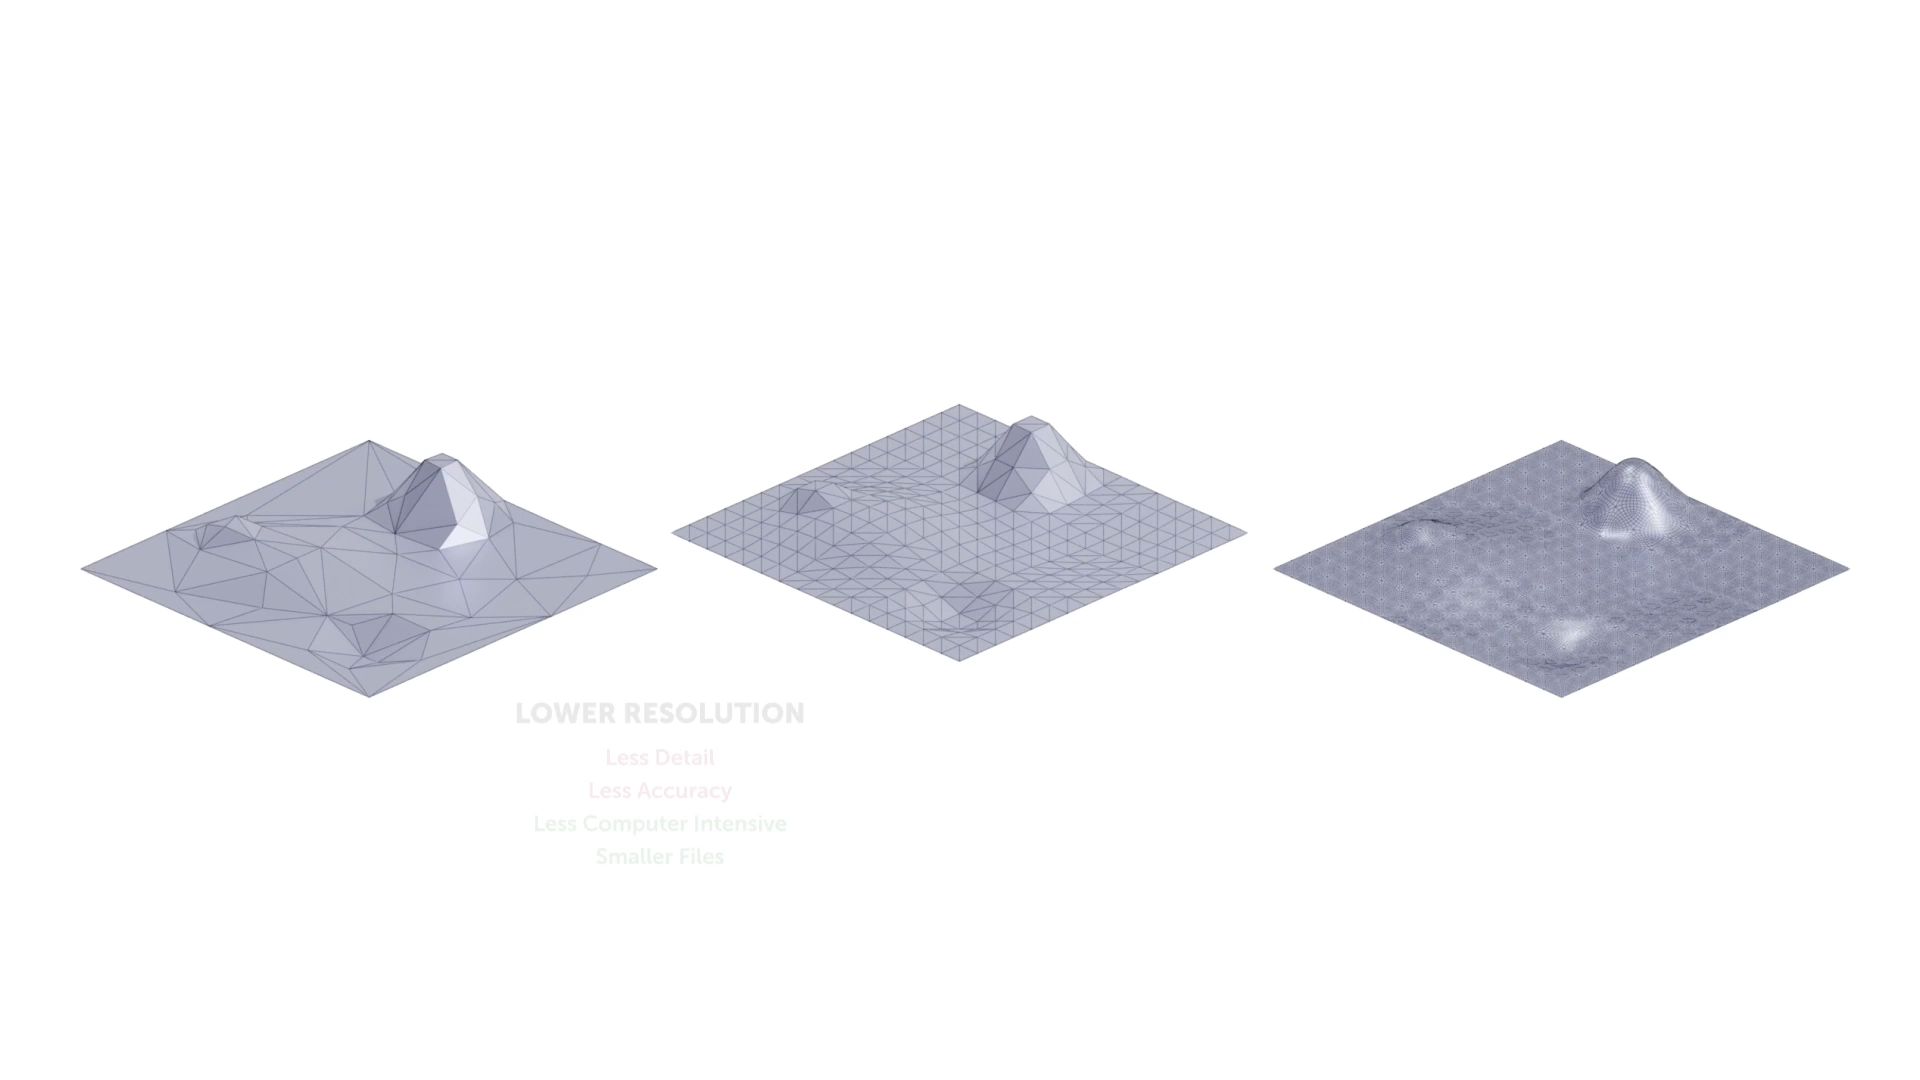 LOWER RESOLUTION
Less Detail
Less Accuracy
Less Computer Intensive
Smaller Files